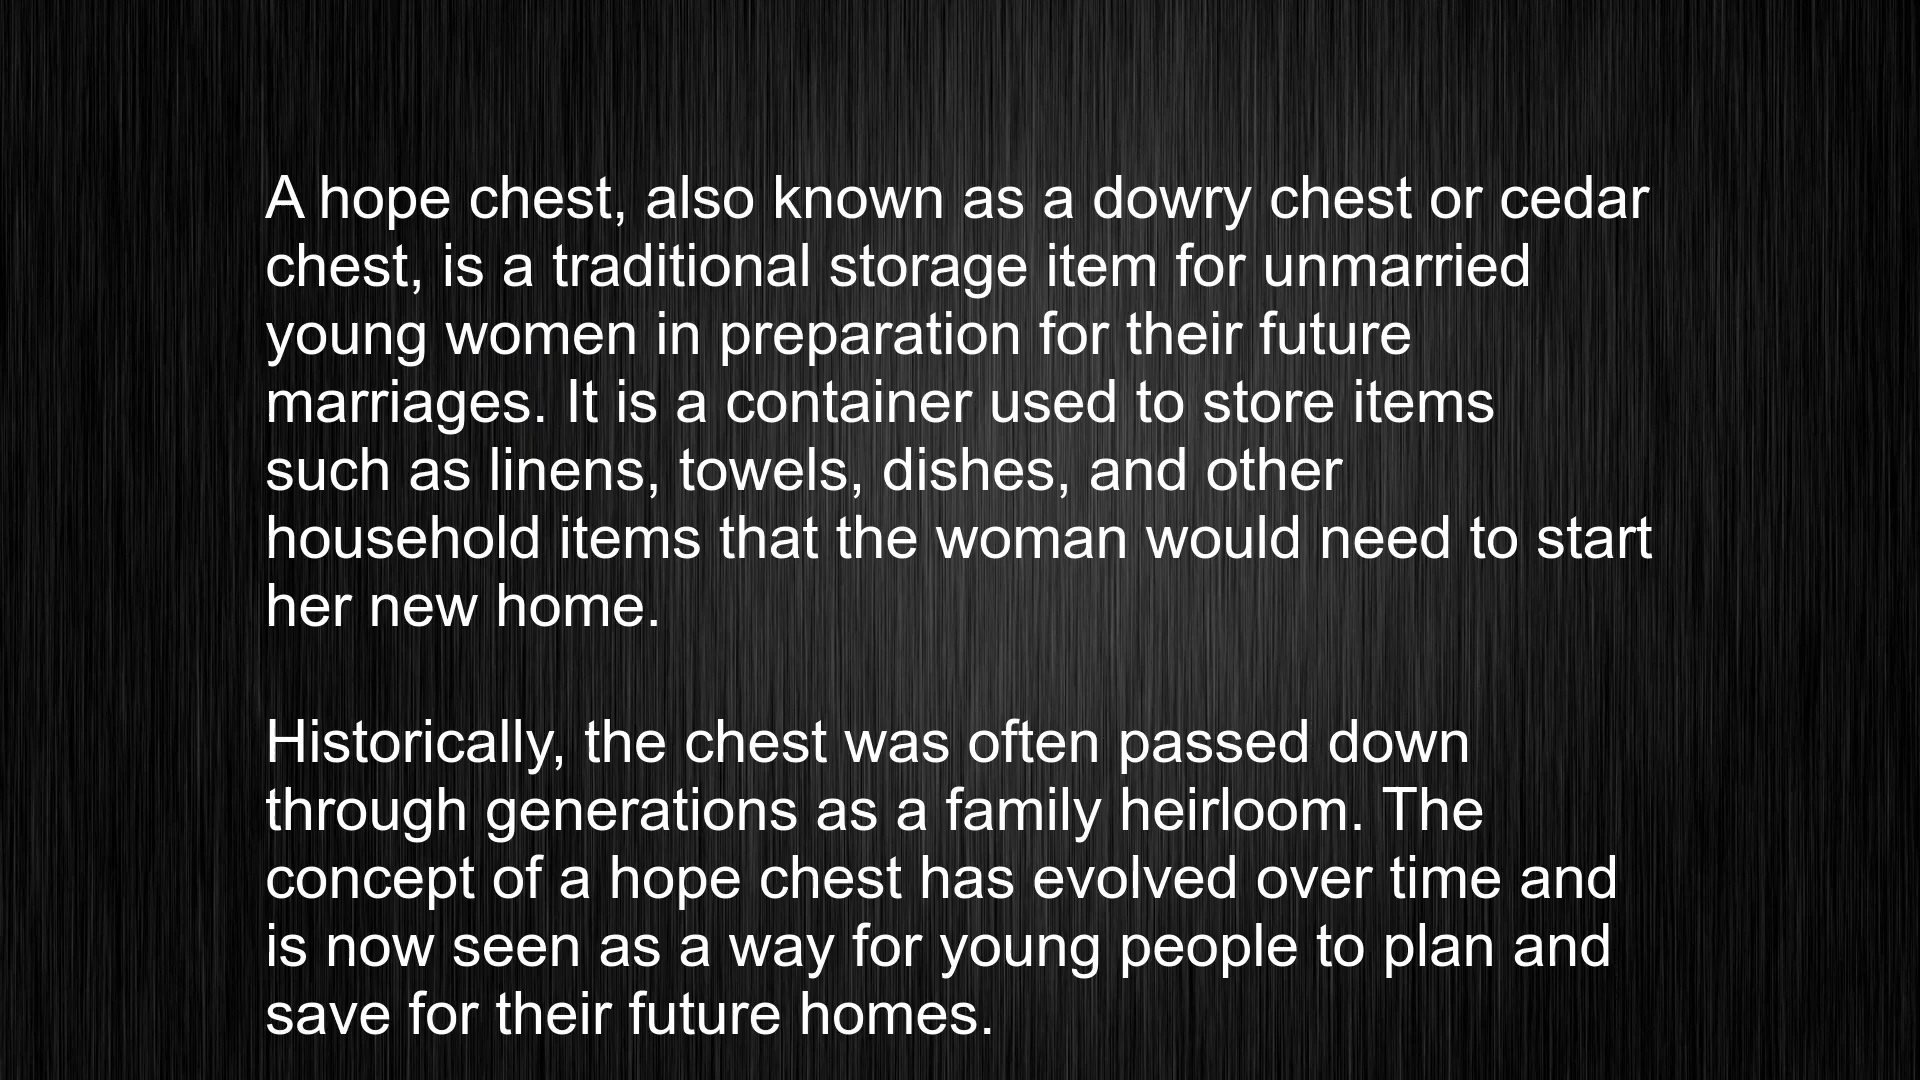 A hope chest, also known as a dowry chest or cedar
chest, is a traditional storage item for unmarried
young women in preparation for their future
marriages. It is a container used to store items
such as linens, towels, dishes, and other
household items that the woman would need to start
her new home.
Historically, the chest was often passed down
through generations as a family heirloom. The
concept of a hope chest has evolved over time and
is now seen as a way for young people to plan and
save for their future homes.